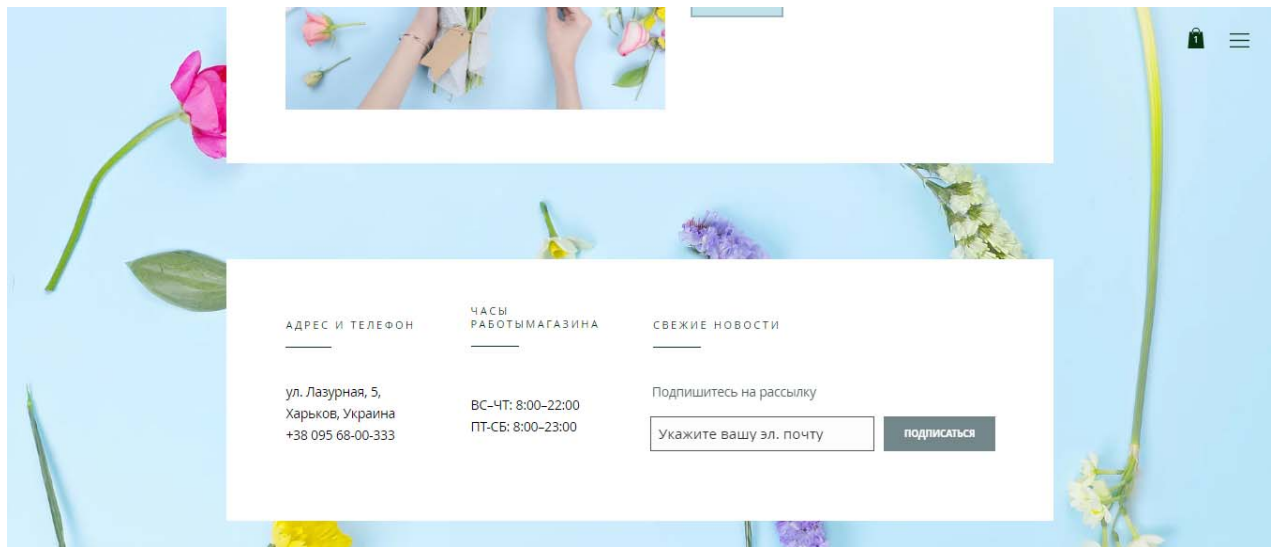 1
АДРЕС И ТЕЛЕФОН
ул. Лазурная, 5,
Харьков, Украина
+38 095 68-00-333
ЧАСЫ
РАБОТЫМАГАЗИНА
ВС–ЧТ: 8:00–22:00
ПТ-СБ: 8:00–23:00
СВЕЖИЕ НОВОСТИ
Подпишитесь на рассылку
Укажите вашу эл. почту
ПОДПИСАТЬСЯ